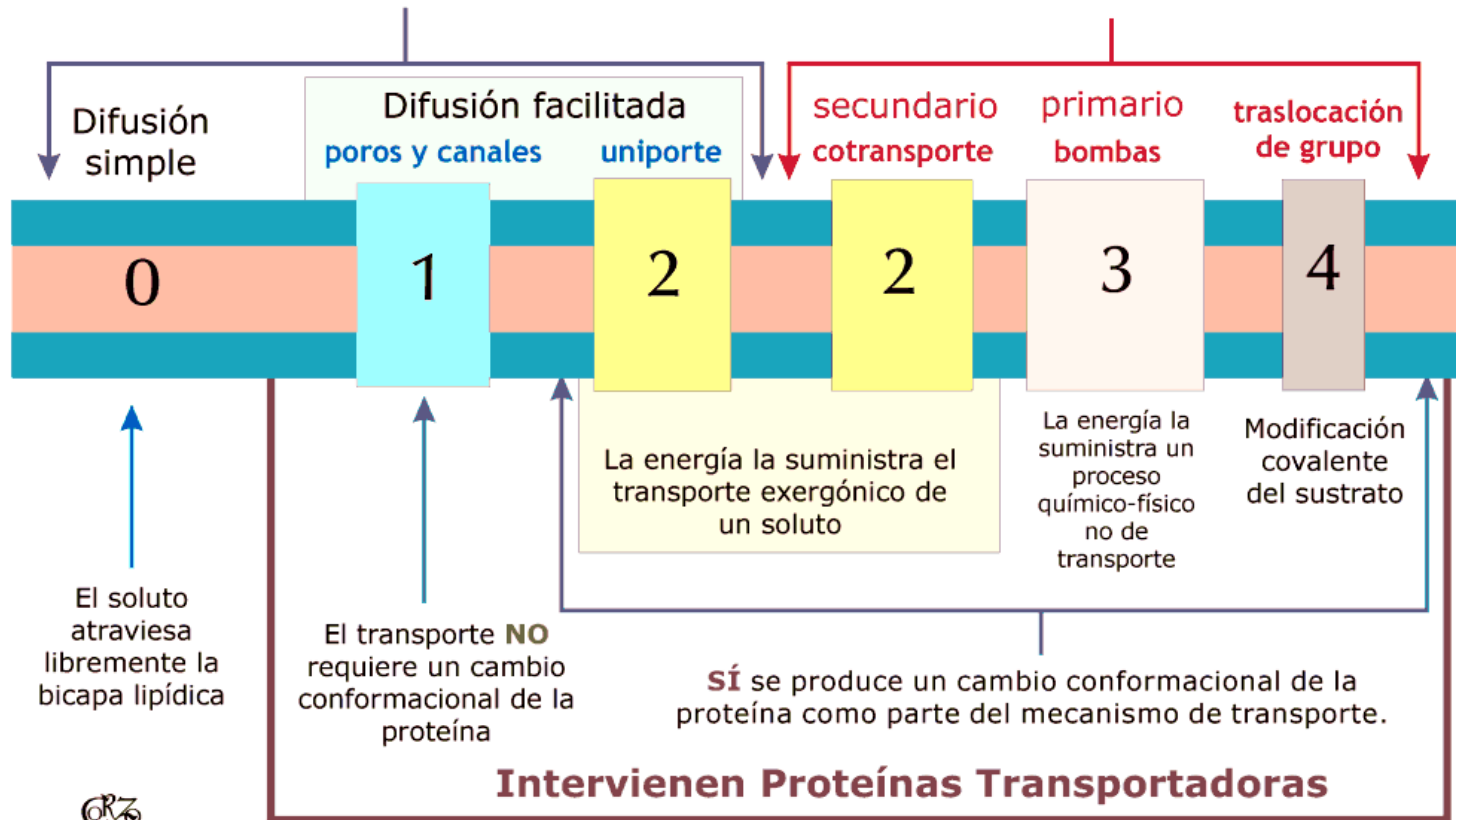 Difusión
simple
Difusión facilitada
poros y canales
uniporte
secundario
cotransporte
primario
bombas
traslocación
de grupo
0
1
2
2
3
4
El soluto
atraviesa
libremente la
bicapa lipídica
El transporte NO
requiere un cambio
conformacional de la
proteína
La energía la suministra el
transporte exergónico de
un soluto
La energía la
suministra un
proceso
químico-físico
no de
transporte
Modificación
covalente
del sustrato
SÍ se produce un cambio conformacional de la
proteína como parte del mecanismo de transporte.
Intervienen Proteínas Transportadoras